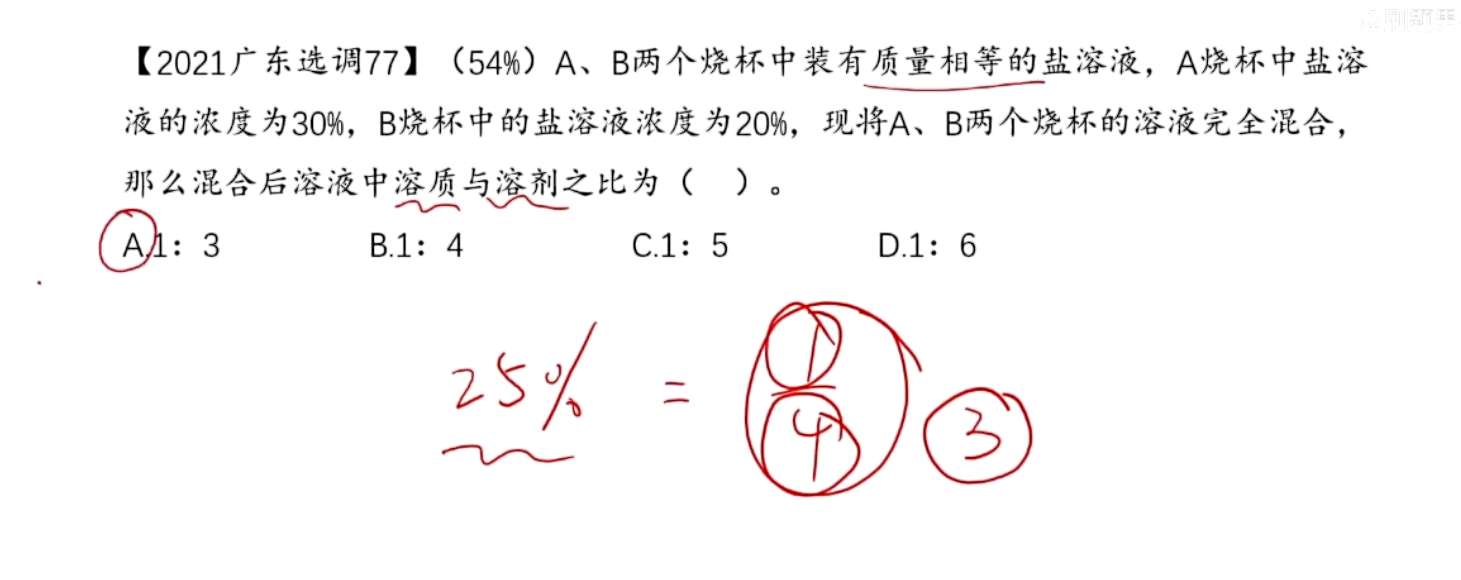 【2021广东选调77】（54%）A、B两个烧杯中装有质量相等的盐溶液，A烧杯中盐溶
液的浓度为30%，B烧杯中的盐溶液浓度为20%，现将A、B两个烧杯的溶液完全混合，
那么混合后溶液中溶质与溶剂之比为（ ）。
A.1：3 B.1：4 C.1：5 D.1：6
25% = 1/4 3